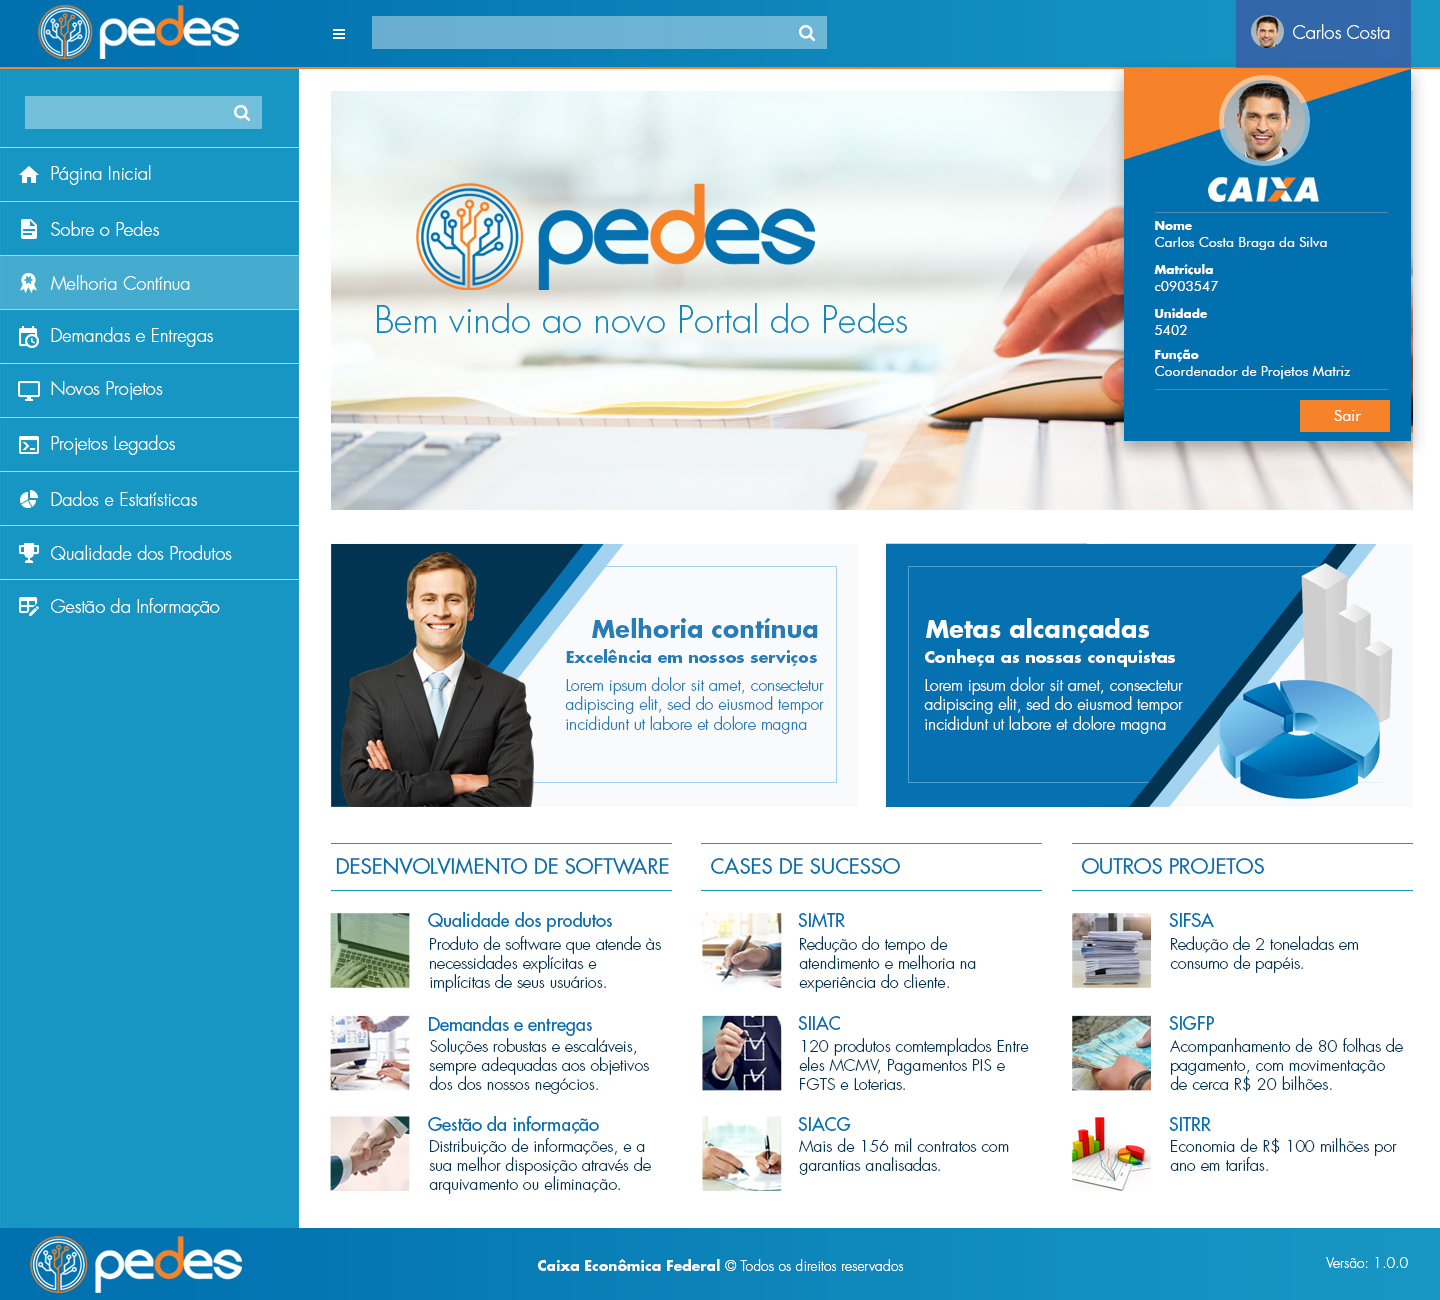 pedes
Carlos Costa
Página Inicial
Sobre o Pedes
Melhoria Contínua
Demandas e Entregas
Novos Projetos
Projetos Legados
Dados e Estatísticas
Qualidade dos Produtos
Gestão da Informação
pedes
Bem vindo ao novo Portal do Pedes
CAIXA
Nome
Carlos Costa Braga da Silva
Matrícula
c0903547
Unidade
5402
Função
Coordenador de Projetos Matriz
Sair
Melhoria contínua
Excelência em nossos serviços
Lorem ipsum dolor sit amet, consectetur
adipiscing elit, sed do eiusmod tempor
incididunt ut labore et dolore magna
Metas alcançadas
Conheça as nossas conquistas
Lorem ipsum dolor sit amet, consectetur
adipiscing elit, sed do eiusmod tempor
incididunt ut labore et dolore magna
DESENVOLVIMENTO DE SOFTWARE
Qualidade dos produtos
Produto de software que atende às
necessidades explícitas e
implícitas de seus usuários.
Demandas e entregas
Soluções robustas e escaláveis,
sempre adequadas aos objetivos
dos dos nossos negócios.
Gestão da informação
Distribuição de informações, e a
sua melhor disposição através de
arquivamento ou eliminação.
CASES DE SUCESSO
SIMTR
Redução do tempo de
atendimento e melhoria na
experiência do cliente.
SIIAC
120 produtos comtemplados Entre
eles MCMV, Pagamentos PIS e
FGTS e Loterias.
SIACG
Mais de 156 mil contratos com
garantias analisadas.
OUTROS PROJETOS
SIFSA
Redução de 2 toneladas em
consumo de papéis.
SIGFP
Acompanhamento de 80 folhas de
pagamento, com movimentação
de cerca R$ 20 bilhões.
SITRR
Economia de R$ 100 milhões por
ano em tarifas.
pedes
Caixa Econômica Federal © Todos os direitos reservados
Versão: 1.0.0